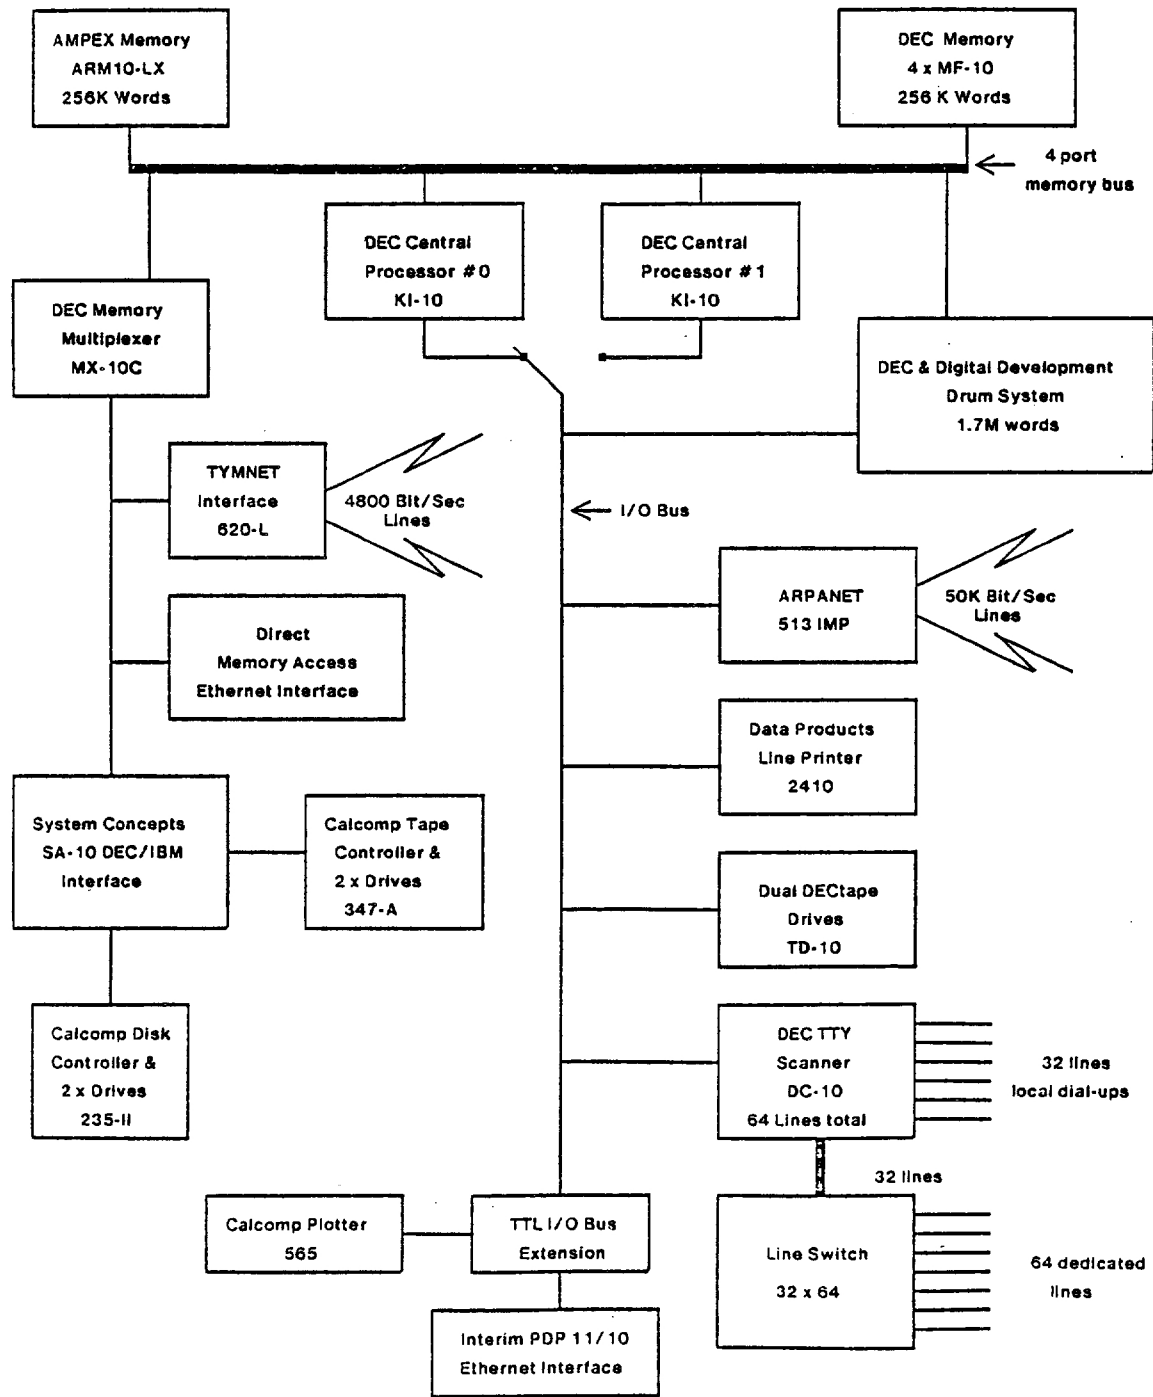 AMPEX Memory
ARM10-LX
256K Words
DEC Memory
4 x MF-10
256 K Words
4 port
memory bus
DEC Central
Processor #0
KI-10
DEC Central
Processor #1
KI-10
DEC Memory
Multiplexer
MX-10C
DEC & Digital Development
Drum System
1.7M words
TYMNET
Interface
620-L
4800 Bit/Sec
Lines
I/O Bus
ARPANET
513 IMP
50K Bit/Sec
Lines
Direct
Memory Access
Ethernet Interface
Data Products
Line Printer
2410
System Concepts
SA-10 DEC/IBM
Interface
Calcomp Tape
Controller &
2 x Drives
347-A
Dual DECtape
Drives
TD-10
Calcomp Disk
Controller &
2 x Drives
235-II
DEC TTY
Scanner
DC-10
64 Lines total
32 lines
local dial-ups
32 lines
Calcomp Plotter
565
TTL I/O Bus
Extension
Line Switch
32 x 64
64 dedicated
lines
Interim PDP 11/10
Ethernet Interface